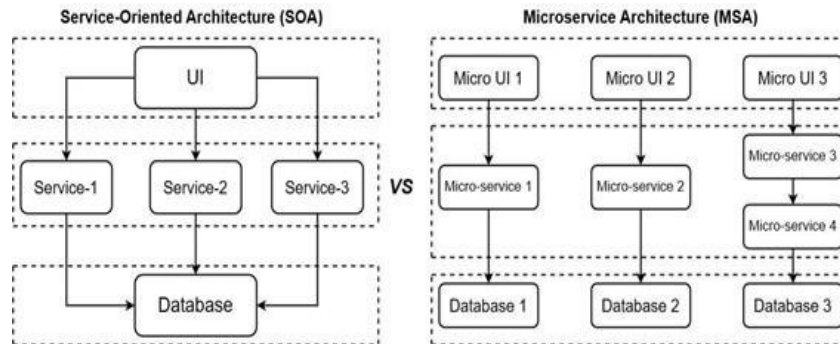 Service-Oriented Architecture (SOA)
UI
Service-1
Service-2
Service-3
Database
VS
Microservice Architecture (MSA)
Micro UI 1
Micro UI 2
Micro UI 3
Micro-service 3
Micro-service 1
Micro-service 2
Micro-service 4
Database 1
Database 2
Database 3